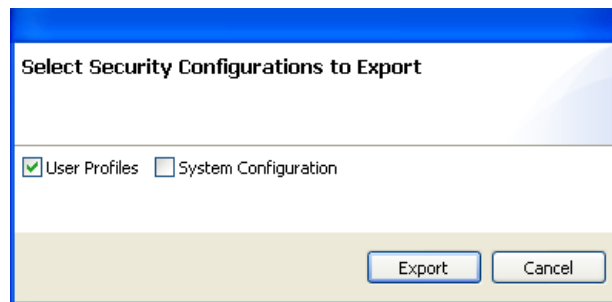 Select Security Configurations to Export
User Profiles System Configuration
Export Cancel